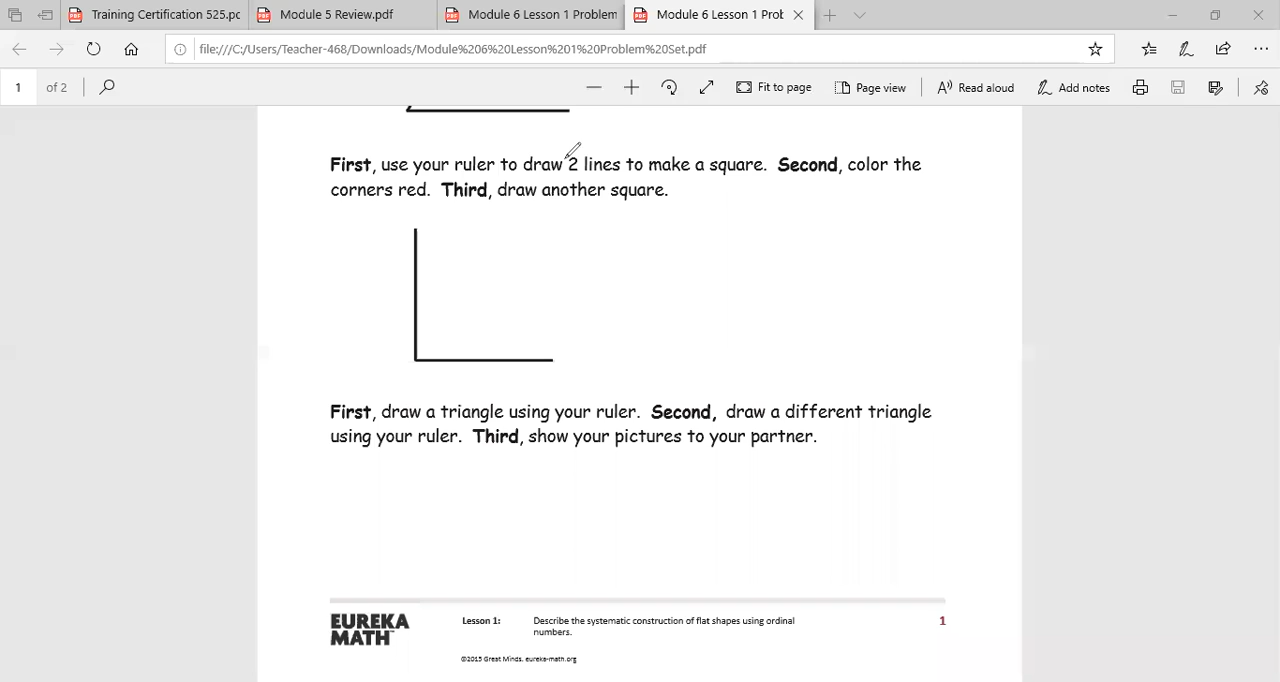 Training Certification 525.pc
Module 5 Review.pdf
Module 6 Lesson 1 Problem
Module 6 Lesson 1 Prob
file:///C:/Users/Teacher-468/Downloads/Module%206%20Lesson%201%20Problem%20Set.pdf
1 of 2
Fit to page
Page view
Read aloud
Add notes
First, use your ruler to draw 2 lines to make a square. Second, color the
corners red. Third, draw another square.
First, draw a triangle using your ruler. Second, draw a different triangle
using your ruler. Third, show your pictures to your partner.
EUREKA
MATH™
Lesson 1:
Describe the systematic construction of flat shapes using ordinal
numbers.
1
©2015 Great Minds. eureka-math.org